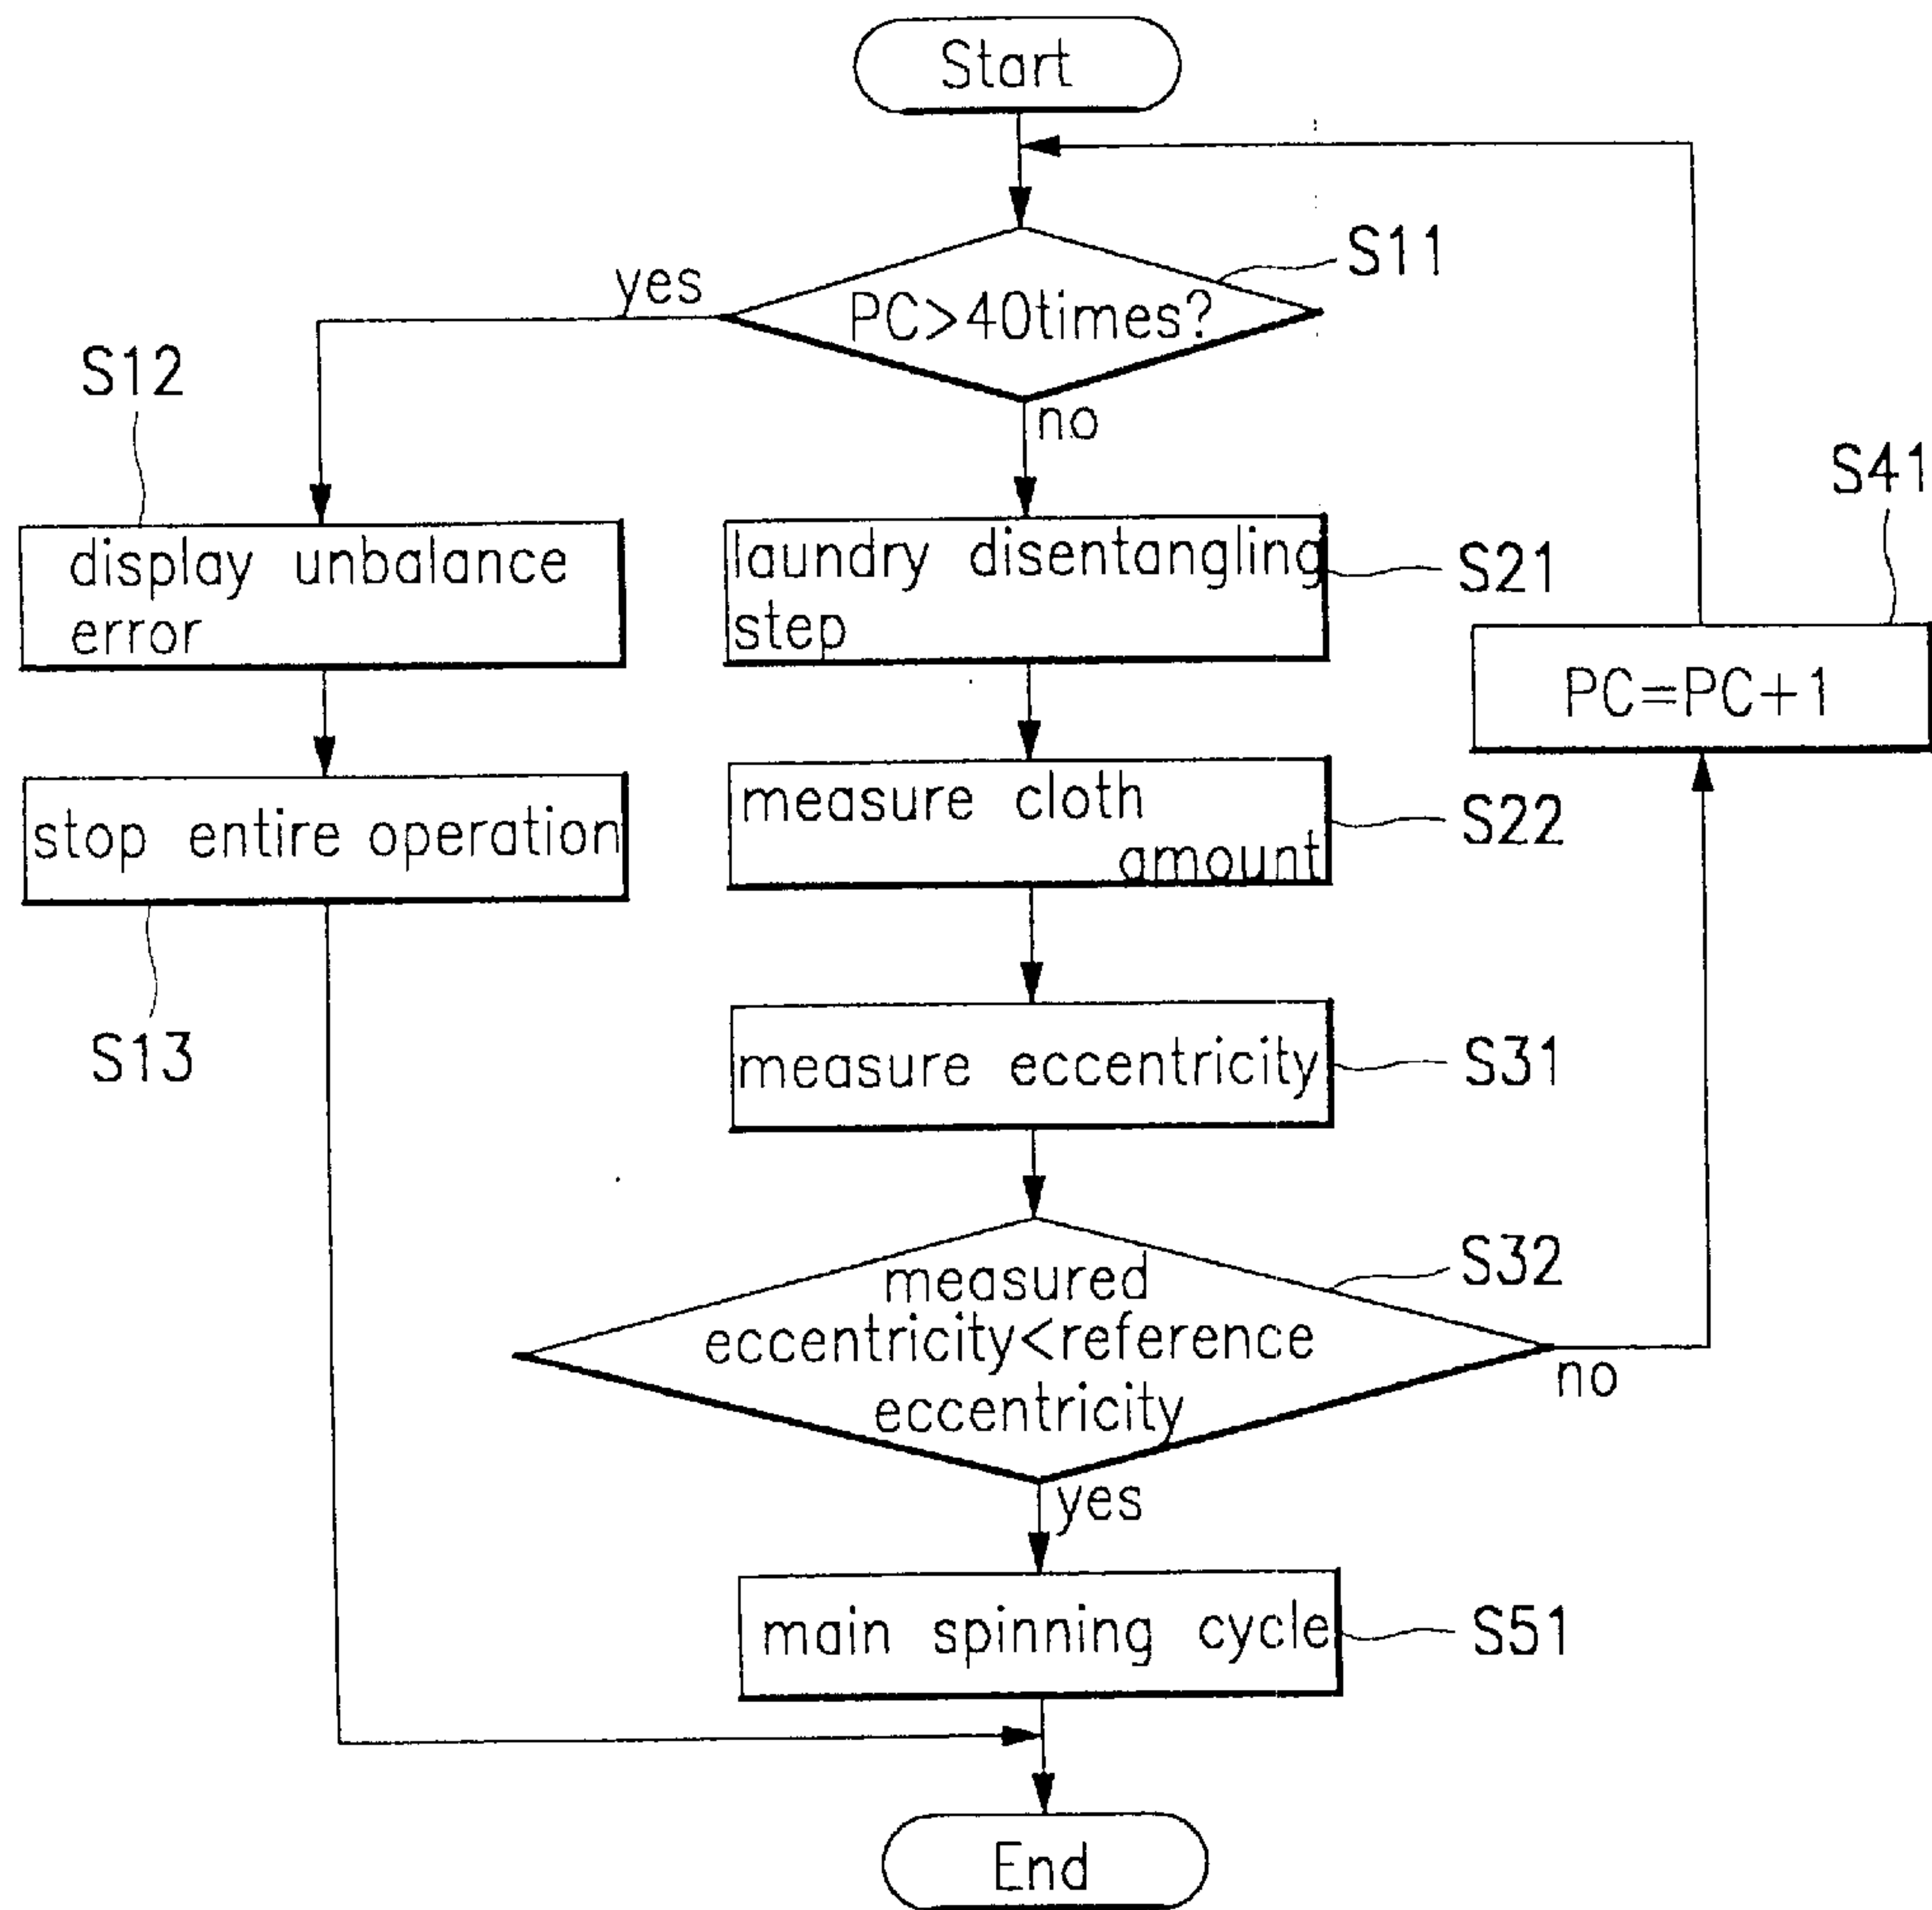 Start
S11
yes
PC>40times?
S12
no
S41
display unbalance
error
laundry disentangling
step
S21
PC=PC+1
stop entire operation
measure cloth
amount
S22
S13
measure eccentricity
S31
measured
eccentricity<reference
eccentricity
S32
no
yes
main spinning cycle
S51
End